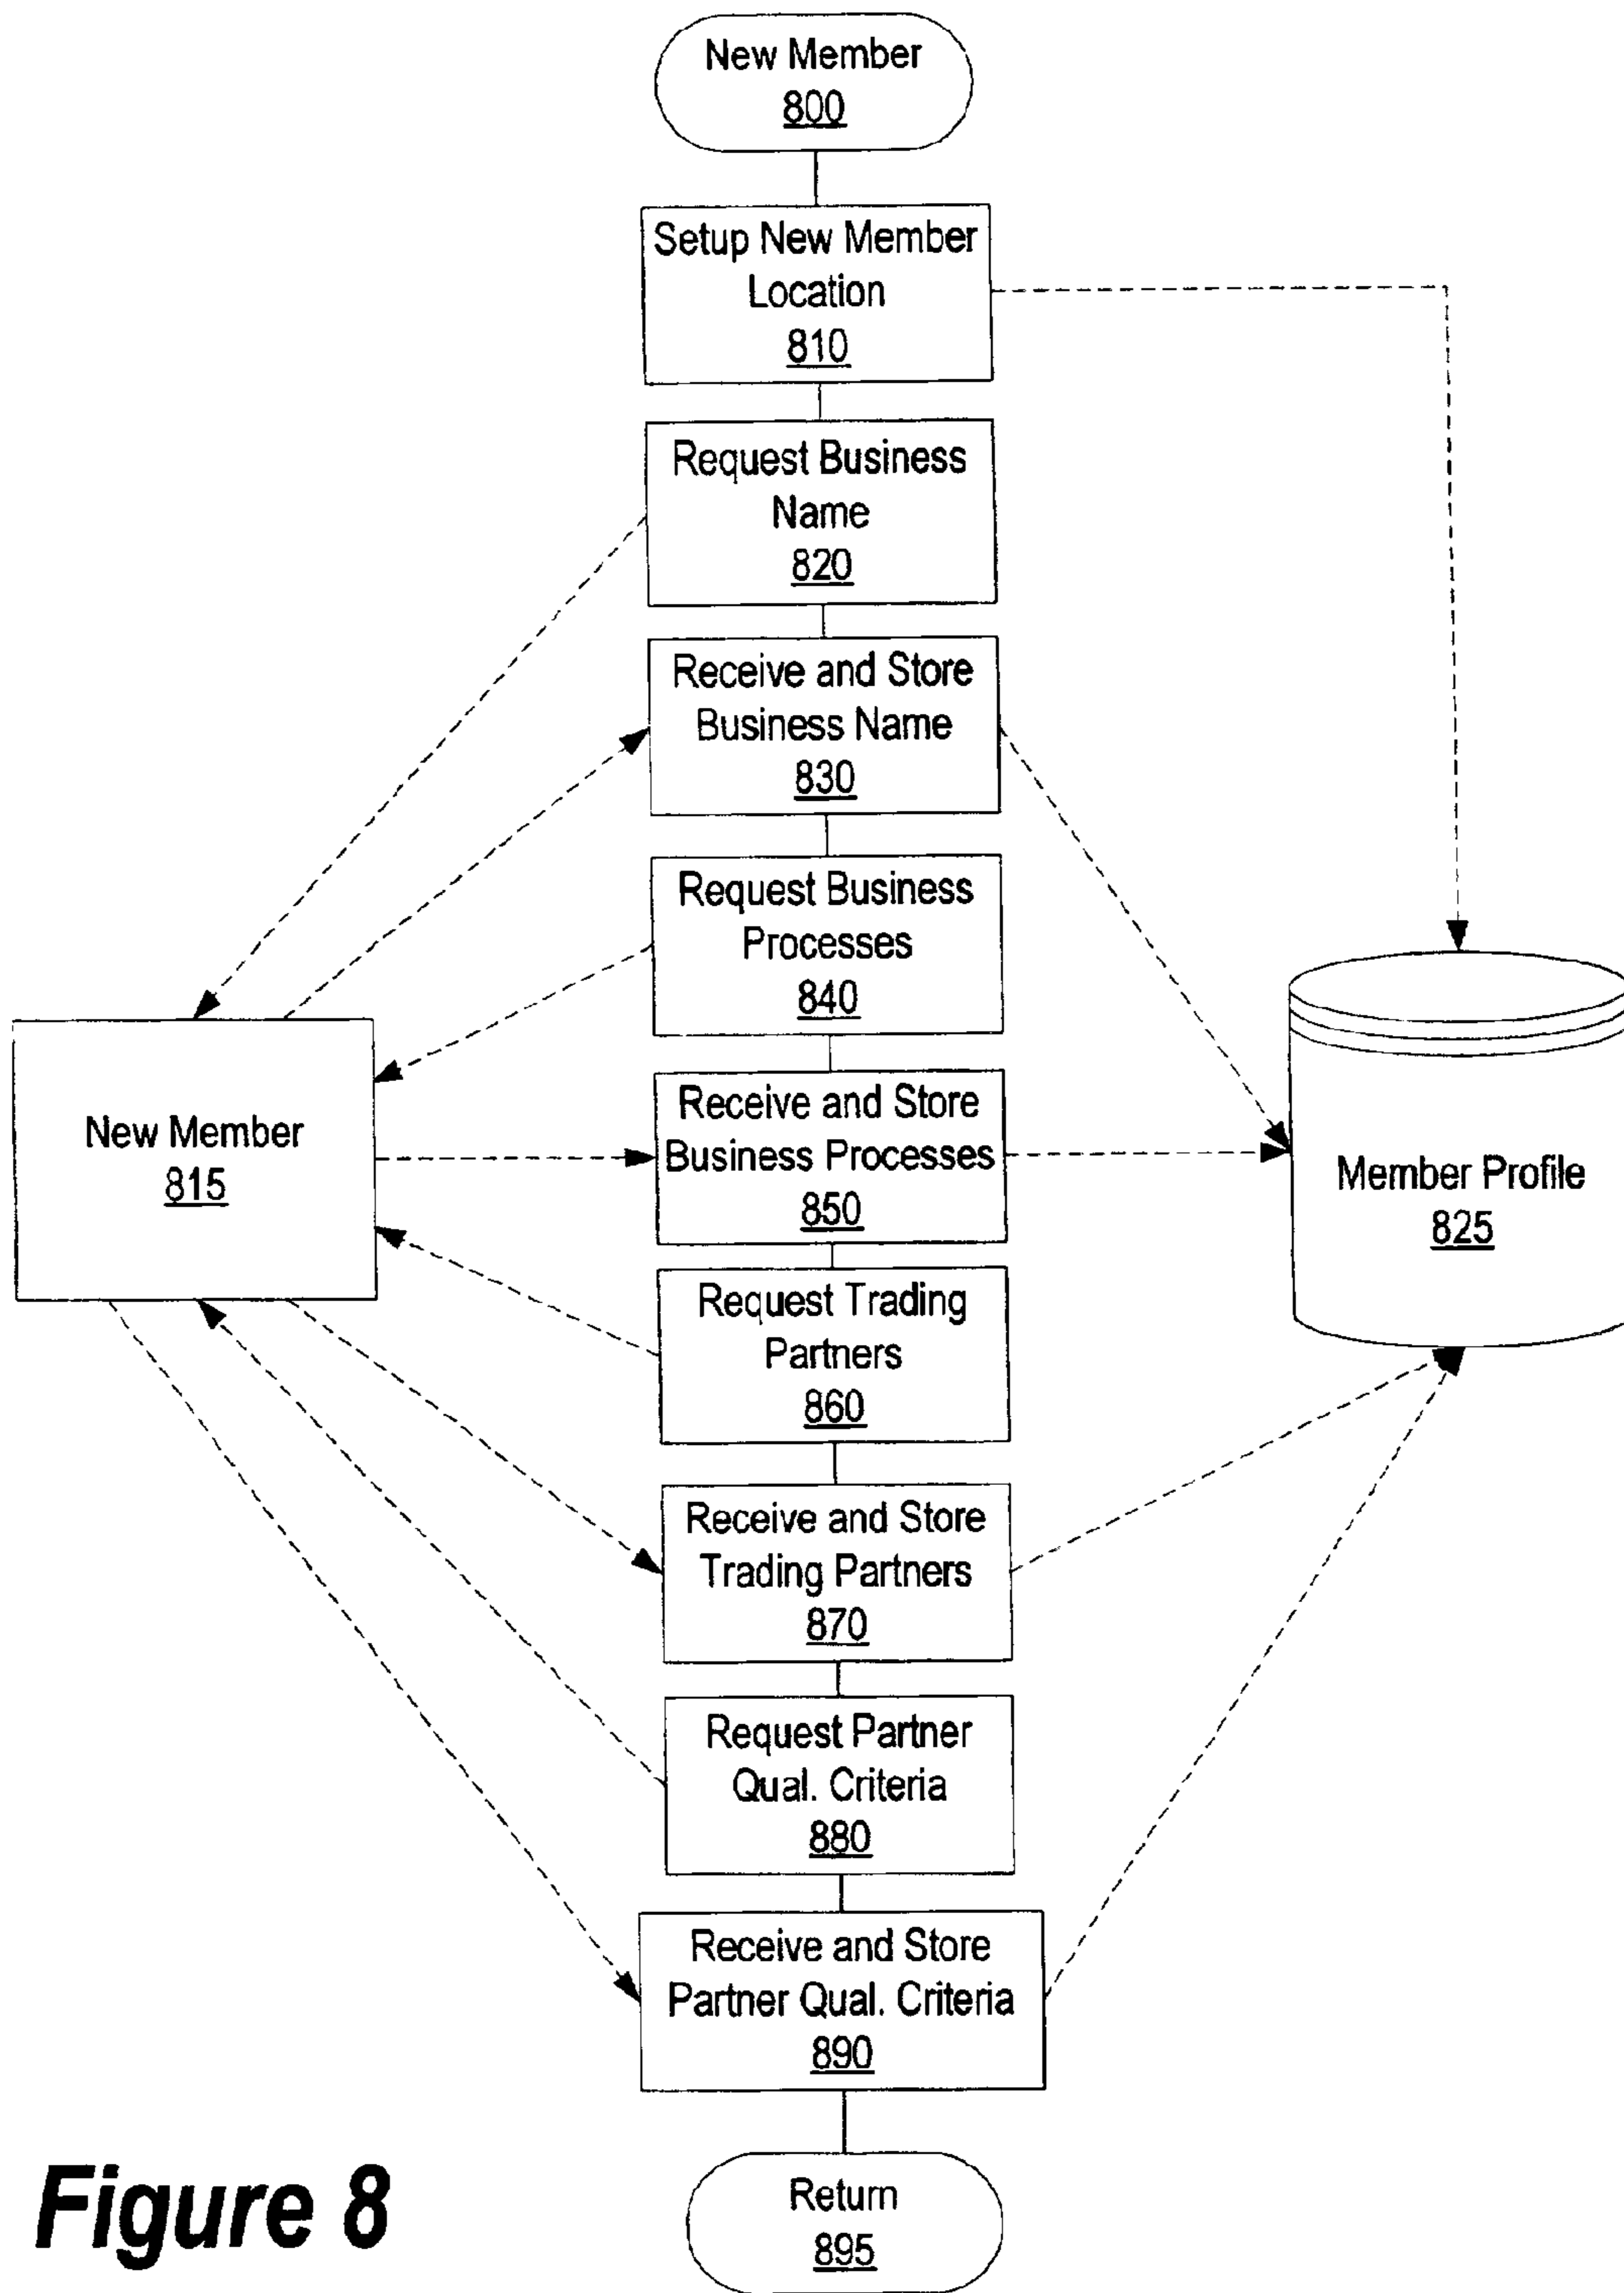 New Member
800
Setup New Member
Location
810
Request Business
Name
820
Receive and Store
Business Name
830
Request Business
Processes
840
New Member
815
Receive and Store
Business Processes
850
Member Profile
825
Request Trading
Partners
860
Receive and Store
Trading Partners
870
Request Partner
Qual. Criteria
880
Receive and Store
Partner Qual. Criteria
890
Return
895
Figure 8